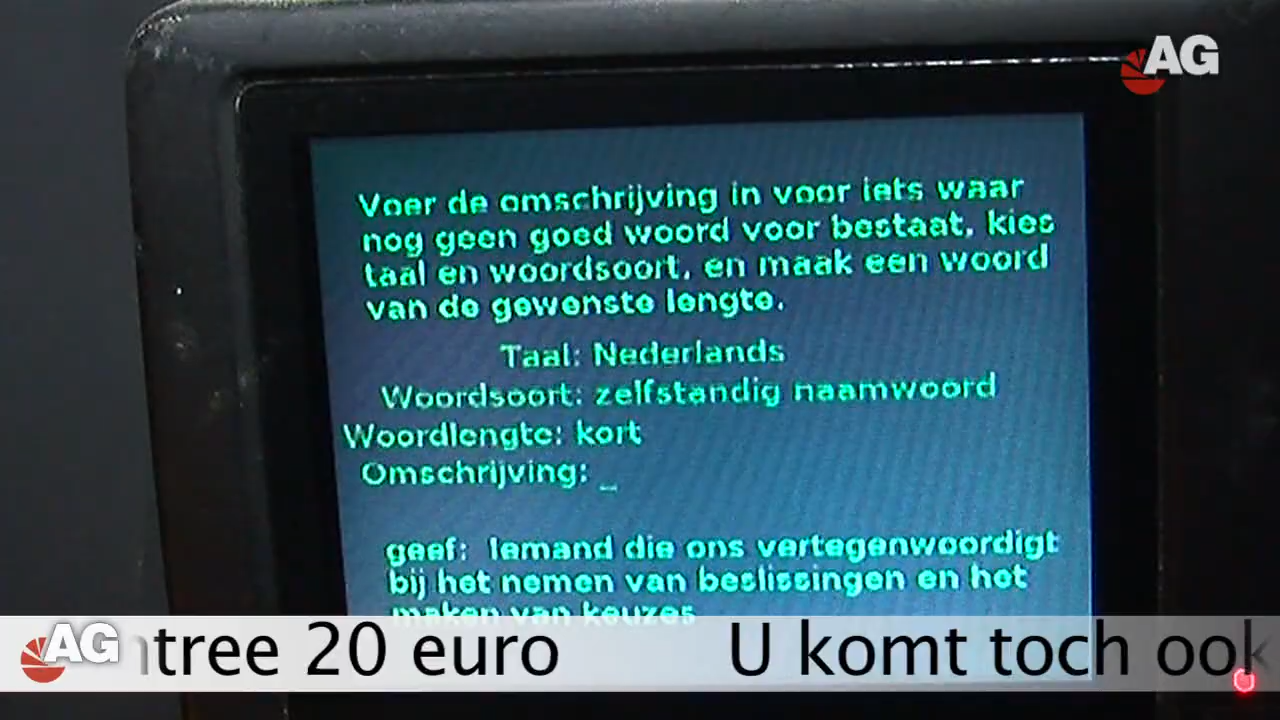 AG
Voer de omschrijving in voor iets waar
nog geen goed woord voor bestaat, kies
taal en woordsoort, en maak een woord
van de gewenste lengte.
Taal: Nederlands
Woordsoort: zelfstandig naamwoord
Woordlengte: kort
Omschrijving: _
geef: Iemand die ons vertegenwoordigt
bij het nemen van beslissingen en het
maken van keuzes
AG ntree 20 euro U komt toch ook